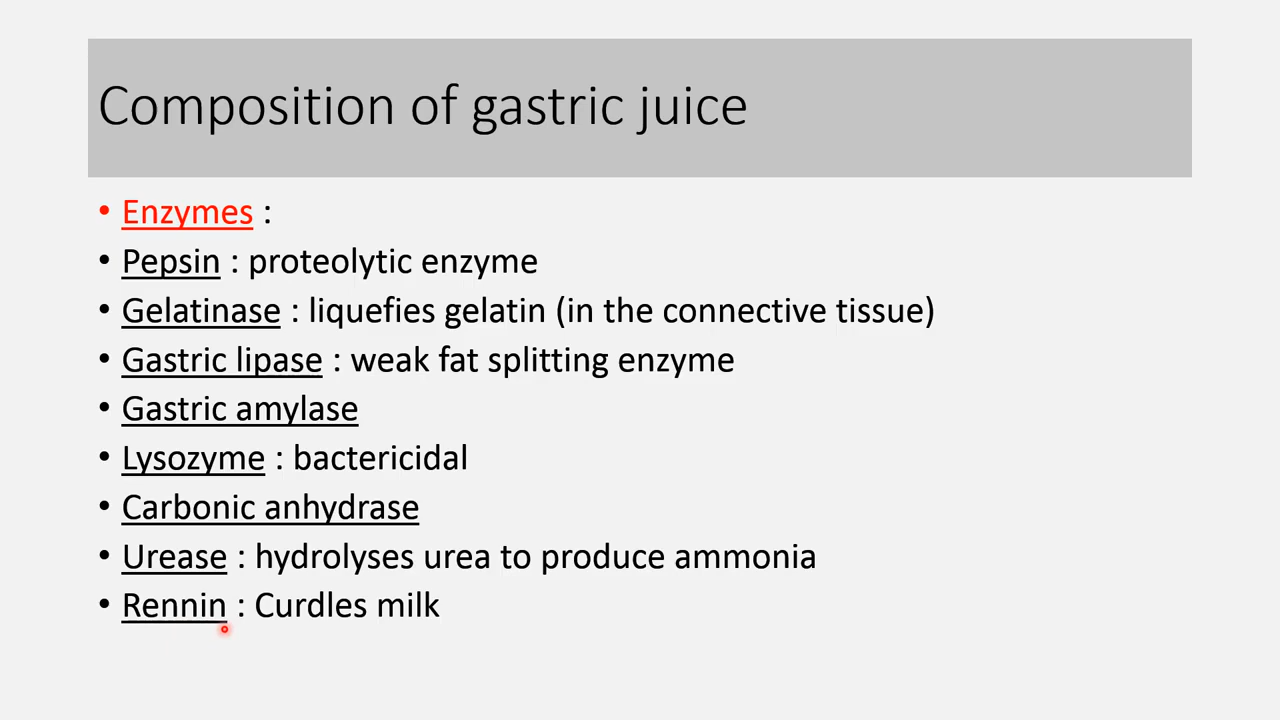 Composition of gastric juice
• Enzymes :
• Pepsin : proteolytic enzyme
• Gelatinase : liquefies gelatin (in the connective tissue)
• Gastric lipase : weak fat splitting enzyme
• Gastric amylase
• Lysozyme : bactericidal
• Carbonic anhydrase
• Urease : hydrolyses urea to produce ammonia
• Rennin : Curdles milk